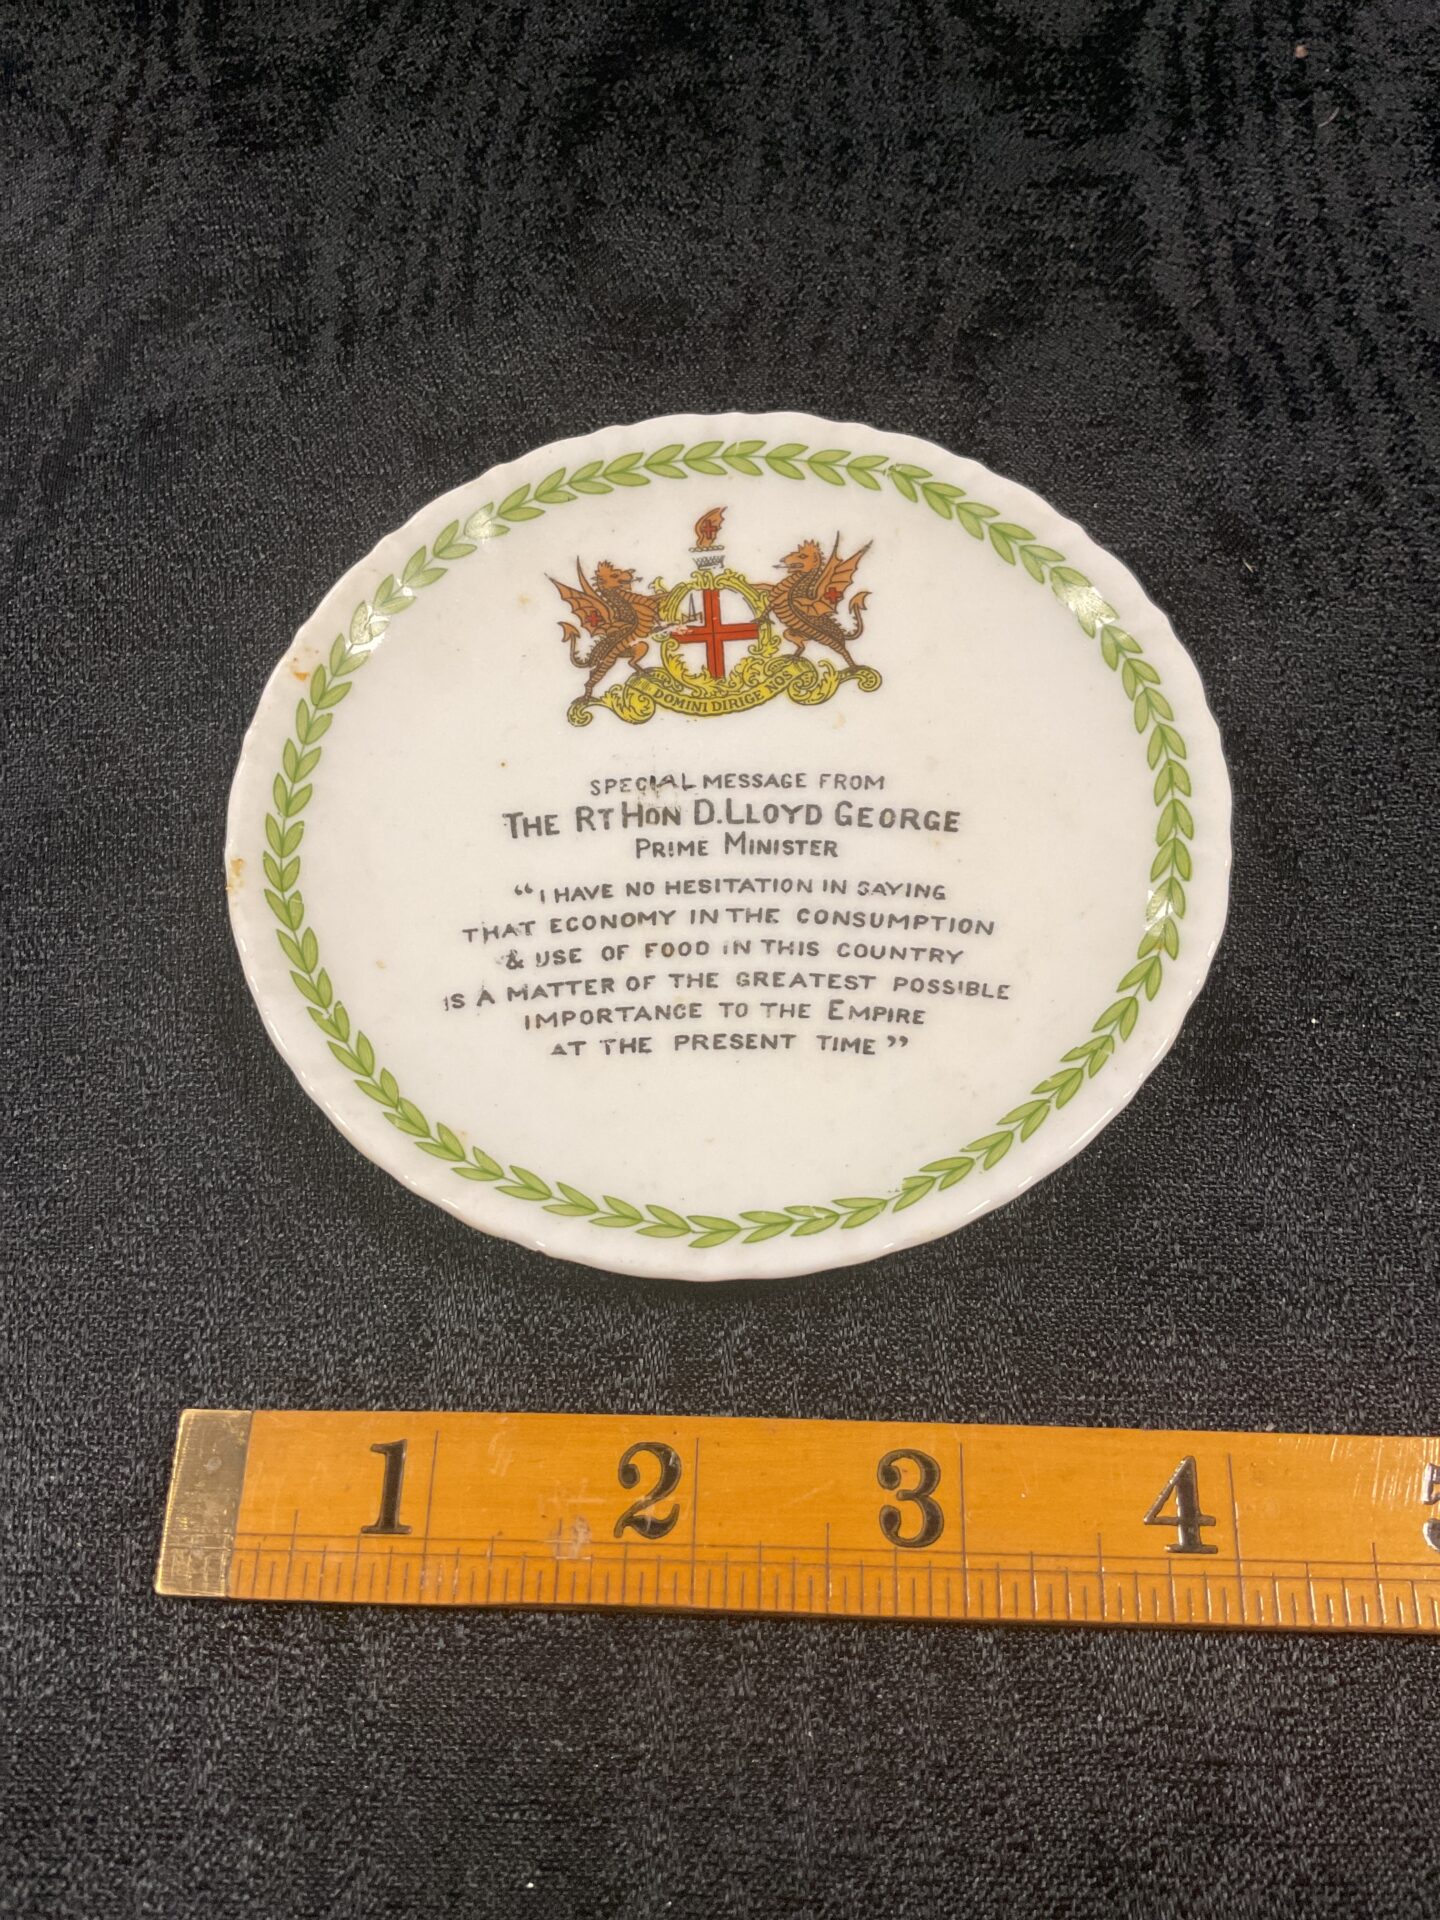 DOMINI DIRIGE NOS
SPECIAL MESSAGE FROM
THE RT HON D. LLOYD GEORGE
PRIME MINISTER
“I HAVE NO HESITATION IN SAYING
THAT ECONOMY IN THE CONSUMPTION
& USE OF FOOD IN THIS COUNTRY
IS A MATTER OF THE GREATEST POSSIBLE
IMPORTANCE TO THE EMPIRE
AT THE PRESENT TIME”
1 2 3 4 5